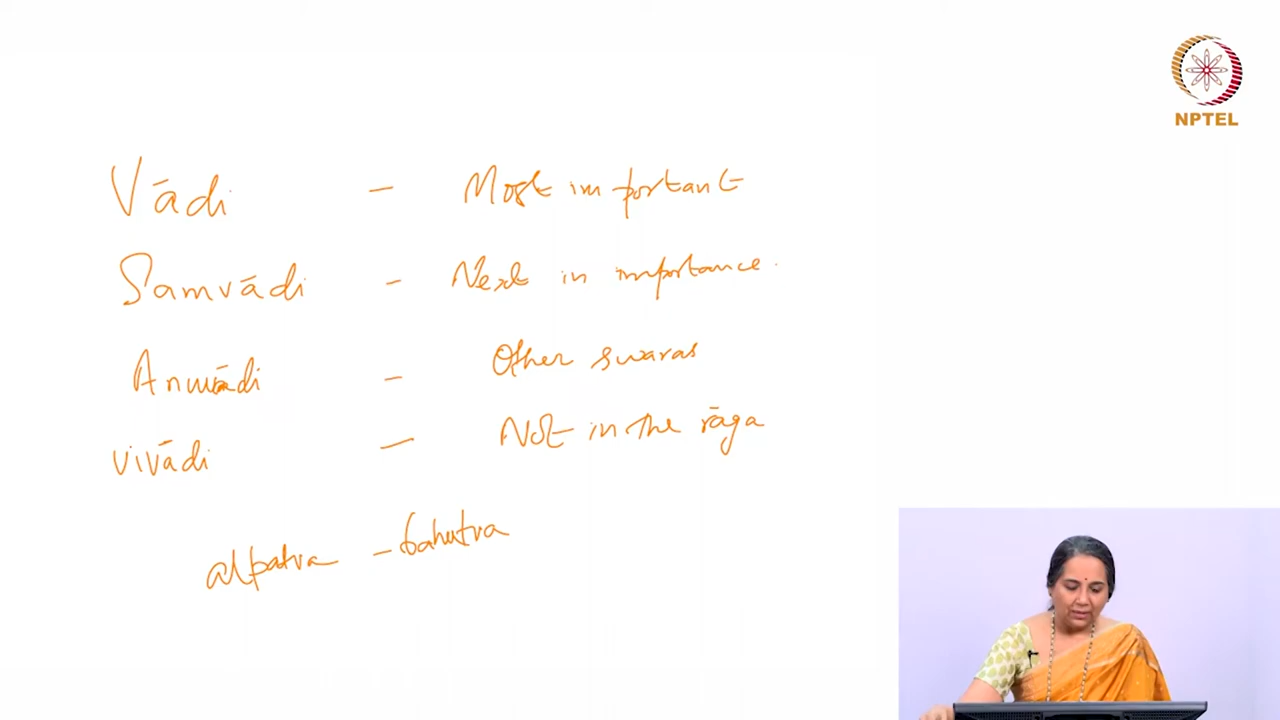 NPTEL
Vādi - Most important
Samvādi - Next in importance.
Anuvādi - Other swaras
vivādi - Not in the rāga
alpatva - bahutva